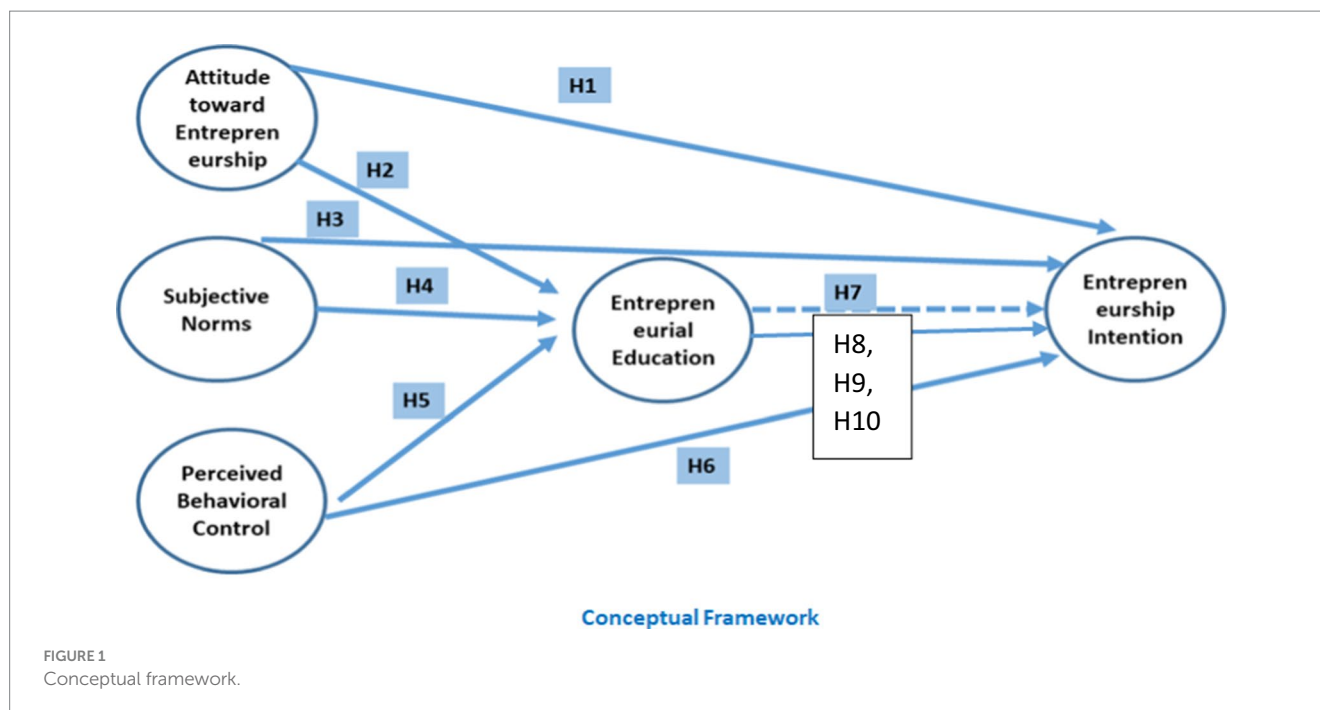 Attitude
toward
Entrepren
eurship
H1
H2
H3
Subjective
Norms
H4
Entrepren
eurial
Education
H7
Entrepren
eurship
Intention
H8,
H9,
H10
H5
H6
Perceived
Behavioral
Control
Conceptual Framework
FIGURE 1
Conceptual framework.